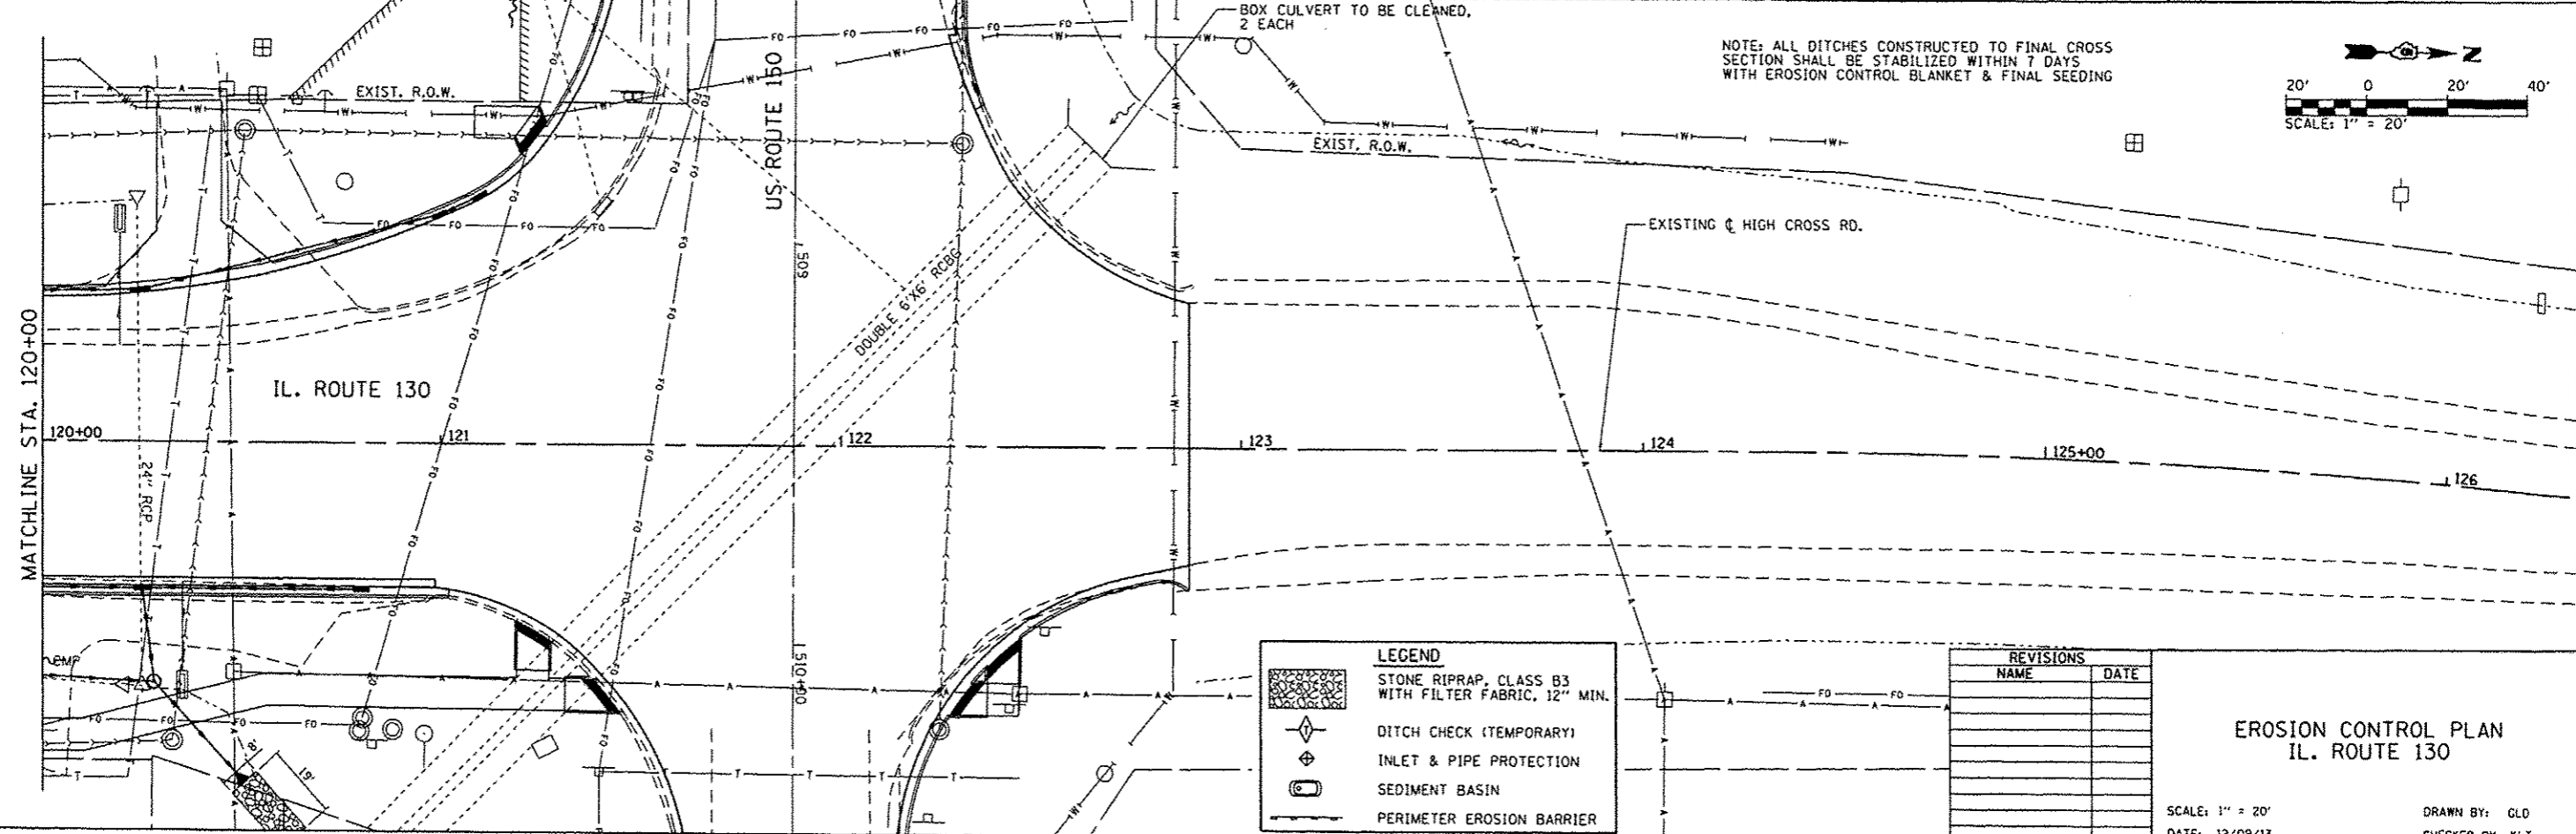 BOX CULVERT TO BE CLEANED,
2 EACH
NOTE: ALL DITCHES CONSTRUCTED TO FINAL CROSS
SECTION SHALL BE STABILIZED WITHIN 7 DAYS
WITH EROSION CONTROL BLANKET & FINAL SEEDING
N
20' 0 20' 40'
SCALE: 1" = 20'
EXIST. R.O.W.
EXIST. R.O.W.
US ROUTE 150
509
EXISTING ℄ HIGH CROSS RD.
DOUBLE 6'X6' RCBC
MATCHLINE STA. 120+00
IL. ROUTE 130
120+00
121
122
123
124
125+00
126
24" RCP
510+00
CMP
8'
19'
LEGEND
STONE RIPRAP, CLASS B3
WITH FILTER FABRIC, 12" MIN.
DITCH CHECK (TEMPORARY)
INLET & PIPE PROTECTION
SEDIMENT BASIN
PERIMETER EROSION BARRIER
REVISIONS
NAME DATE
EROSION CONTROL PLAN
IL. ROUTE 130
SCALE: 1" = 20'
DRAWN BY: GLD